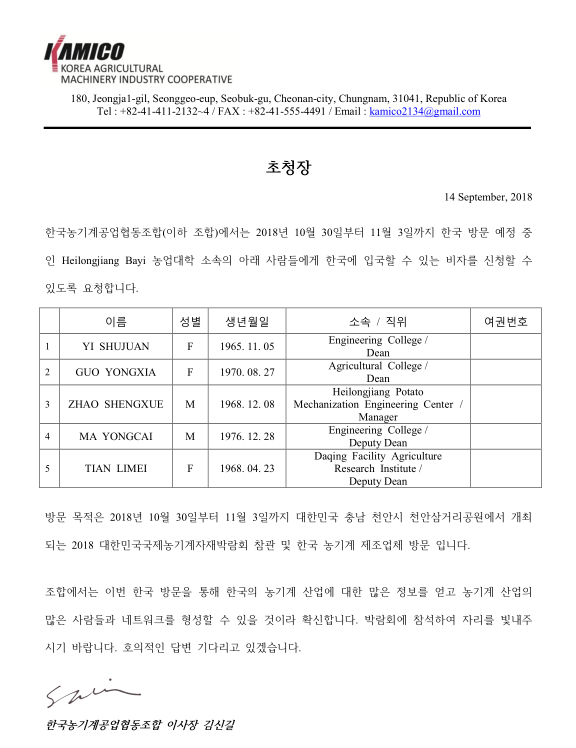 KAMICO
KOREA AGRICULTURAL
MACHINERY INDUSTRY COOPERATIVE
180, Jeongja1-gil, Seonggeo-eup, Seobuk-gu, Cheonan-city, Chungnam, 31041, Republic of Korea
Tel : +82-41-411-2132~4 / FAX : +82-41-555-4491 / Email : kamico2134@gmail.com
초청장
14 September, 2018
한국농기계공업협동조합(이하 조합)에서는 2018년 10월 30일부터 11월 3일까지 한국 방문 예정 중
인 Heilongjiang Bayi 농업대학 소속의 아래 사람들에게 한국에 입국할 수 있는 비자를 신청할 수
있도록 요청합니다.
이름 성별 생년월일 소속 / 직위 여권번호
1 YI SHUJUAN F 1965. 11. 05 Engineering College /
Dean
2 GUO YONGXIA F 1970. 08. 27 Agricultural College /
Dean
3 ZHAO SHENGXUE M 1968. 12. 08 Heilongjiang Potato
Mechanization Engineering Center /
Manager
4 MA YONGCAI M 1976. 12. 28 Engineering College /
Deputy Dean
5 TIAN LIMEI F 1968. 04. 23 Daqing Facility Agriculture
Research Institute /
Deputy Dean
방문 목적은 2018년 10월 30일부터 11월 3일까지 대한민국 충남 천안시 천안삼거리공원에서 개최
되는 2018 대한민국국제농기계자재박람회 참관 및 한국 농기계 제조업체 방문 입니다.
조합에서는 이번 한국 방문을 통해 한국의 농기계 산업에 대한 많은 정보를 얻고 농기계 산업의
많은 사람들과 네트워크를 형성할 수 있을 것이라 확신합니다. 박람회에 참석하여 자리를 빛내주
시기 바랍니다. 호의적인 답변 기다리고 있겠습니다.
한국농기계공업협동조합 이사장 김신길